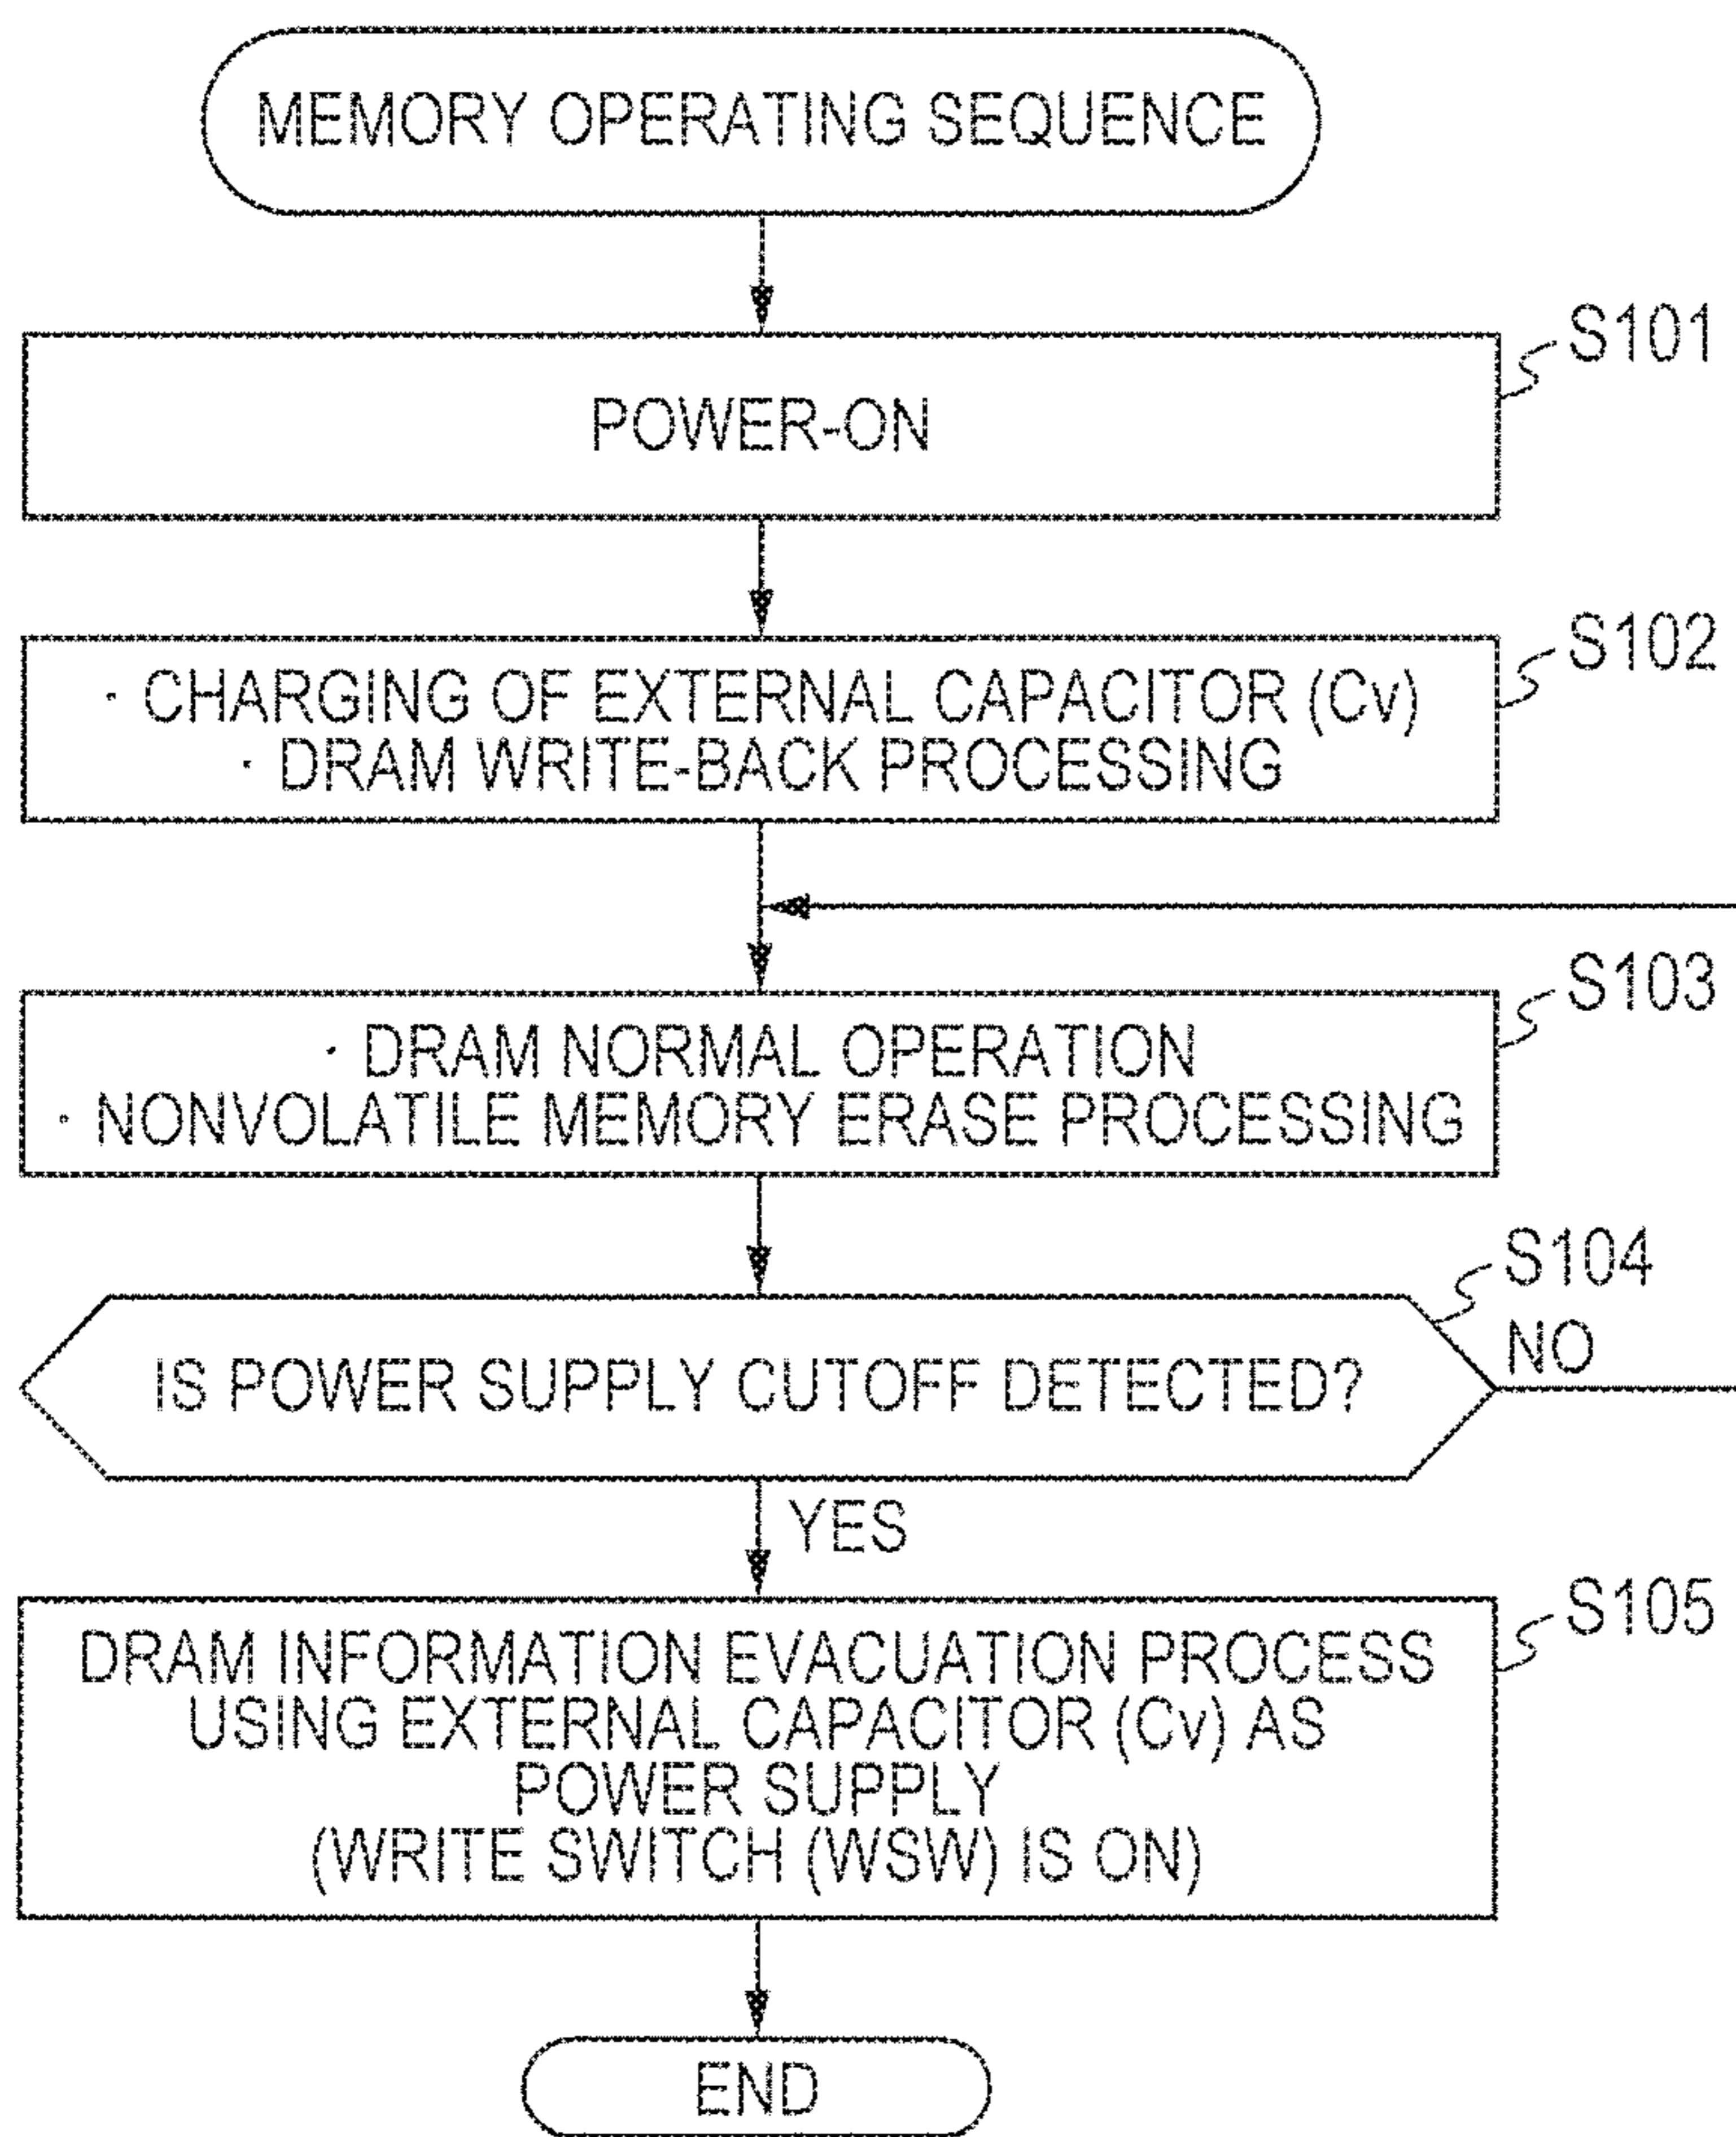 MEMORY OPERATING SEQUENCE
S101
POWER-ON
S102
· CHARGING OF EXTERNAL CAPACITOR (Cv)
· DRAM WRITE-BACK PROCESSING
S103
· DRAM NORMAL OPERATION
· NONVOLATILE MEMORY ERASE PROCESSING
S104
IS POWER SUPPLY CUTOFF DETECTED?
NO
YES
S105
DRAM INFORMATION EVACUATION PROCESS
USING EXTERNAL CAPACITOR (Cv) AS
POWER SUPPLY
(WRITE SWITCH (WSW) IS ON)
END